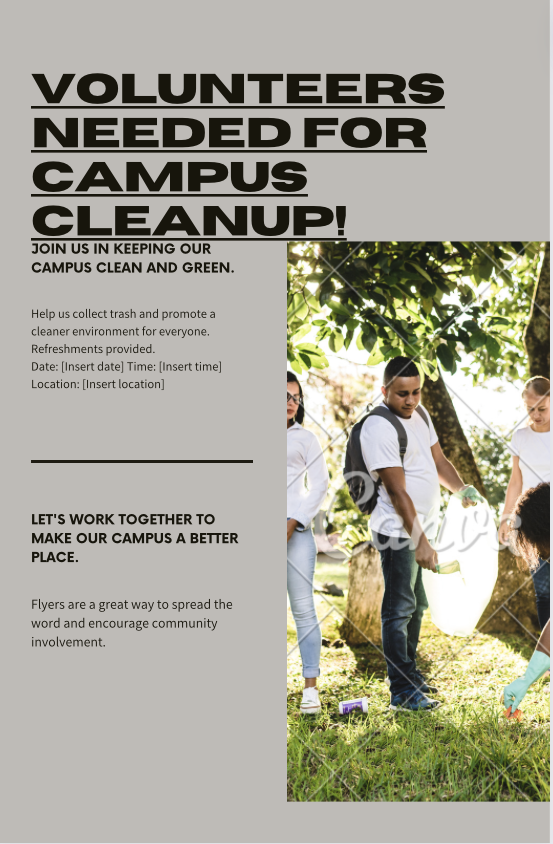 VOLUNTEERS
NEEDED FOR
CAMPUS
CLEANUP!
JOIN US IN KEEPING OUR
CAMPUS CLEAN AND GREEN.
Help us collect trash and promote a
cleaner environment for everyone.
Refreshments provided.
Date: [Insert date] Time: [Insert time]
Location: [Insert location]
LET'S WORK TOGETHER TO
MAKE OUR CAMPUS A BETTER
PLACE.
Flyers are a great way to spread the
word and encourage community
involvement.
Canva